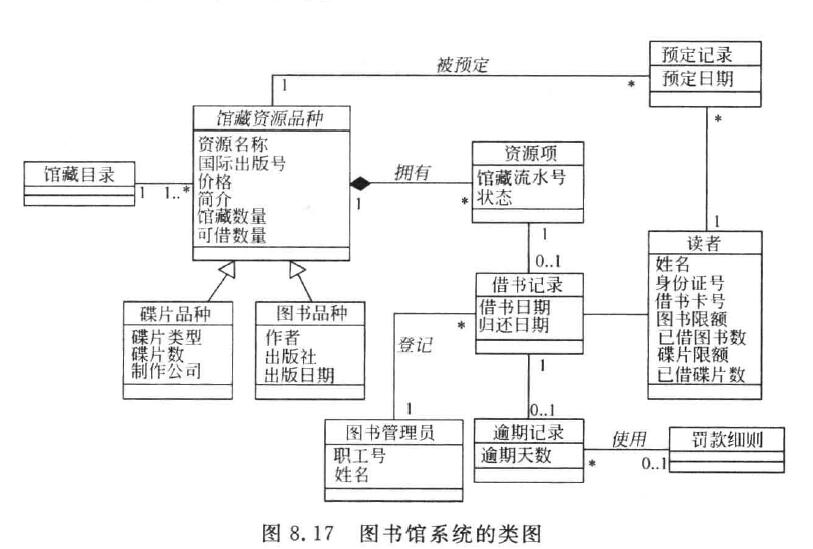 预定记录
预定日期
被预定
1
*
馆藏资源品种
资源名称
国际出版号
价格
简介
馆藏数量
可借数量
馆藏目录
1
1..*
拥有
1
*
资源项
馆藏流水号
状态
*
1
1
0..1
读者
姓名
身份证号
借书卡号
图书限额
已借图书数
碟片限额
已借碟片数
借书记录
借书日期
归还日期
碟片品种
碟片类型
碟片数
制作公司
图书品种
作者
出版社
出版日期
*
登记
1
1
0..1
图书管理员
职工号
姓名
逾期记录
逾期天数
使用
*
0..1
罚款细则
图 8.17 图书馆系统的类图